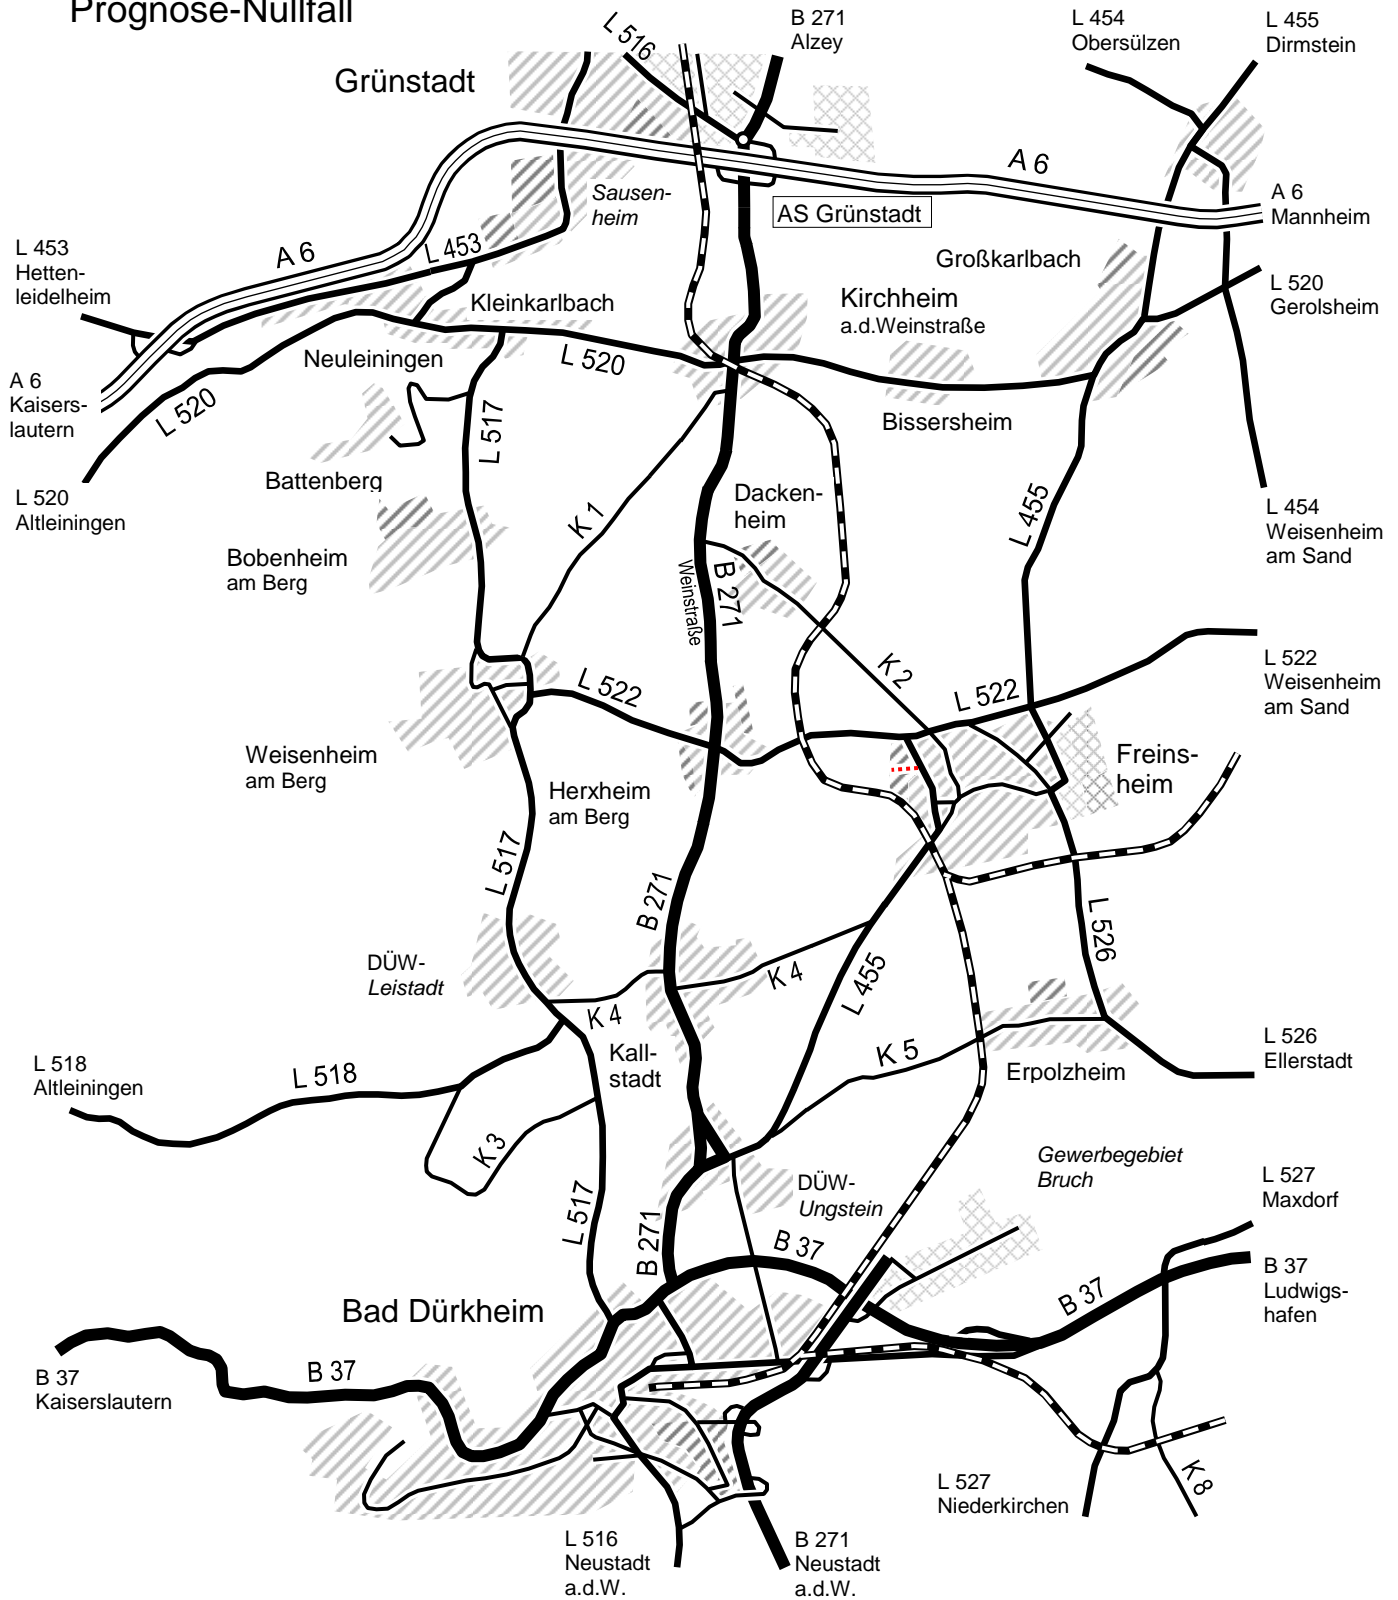 Prognose-Nullfall
L 516
B 271
Alzey
L 454
Obersülzen
L 455
Dirmstein
Grünstadt
A 6
Sausen-
heim
AS Grünstadt
A 6
Mannheim
L 453
Hetten-
leidelheim
A 6
L 453
Großkarlbach
L 520
Gerolsheim
Kleinkarlbach
Kirchheim
a.d.Weinstraße
Neuleiningen
L 520
A 6
Kaisers-
lautern
L 520
L 517
Bissersheim
Battenberg
L 520
Altleiningen
K 1
Dacken-
heim
L 455
L 454
Weisenheim
am Sand
Bobenheim
am Berg
Weinstraße
B 271
K 2
L 522
L 522
L 522
Weisenheim
am Sand
Weisenheim
am Berg
Herxheim
am Berg
Freins-
heim
L 517
B 271
L 526
DÜW-
Leistadt
K 4
L 455
K 4
Kall-
stadt
K 5
Erpolzheim
L 526
Ellerstadt
L 518
Altleiningen
L 518
K 3
Gewerbegebiet
Bruch
L 527
Maxdorf
DÜW-
Ungstein
L 517
B 271
B 37
B 37
B 37
Ludwigs-
hafen
Bad Dürkheim
B 37
Kaiserslautern
B 37
L 527
Niederkirchen
K 8
L 516
Neustadt
a.d.W.
B 271
Neustadt
a.d.W.